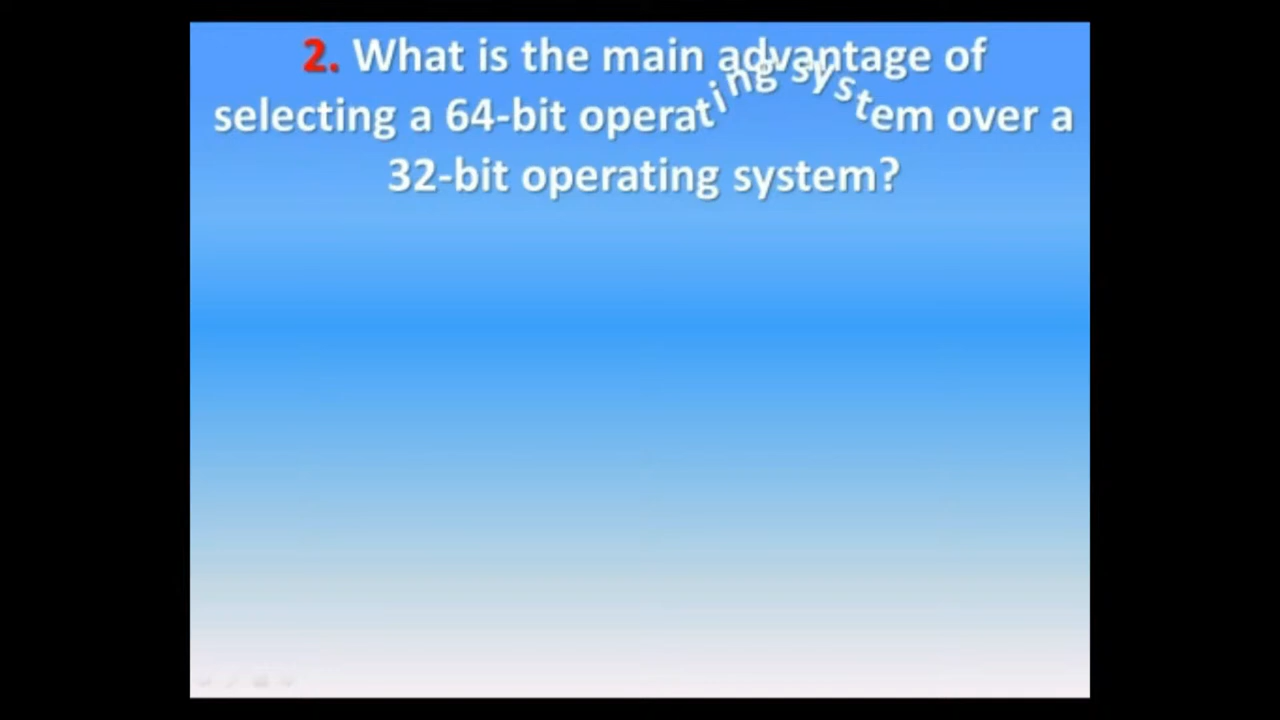 2. What is the main advantage of
selecting a 64-bit operating system over a
32-bit operating system?